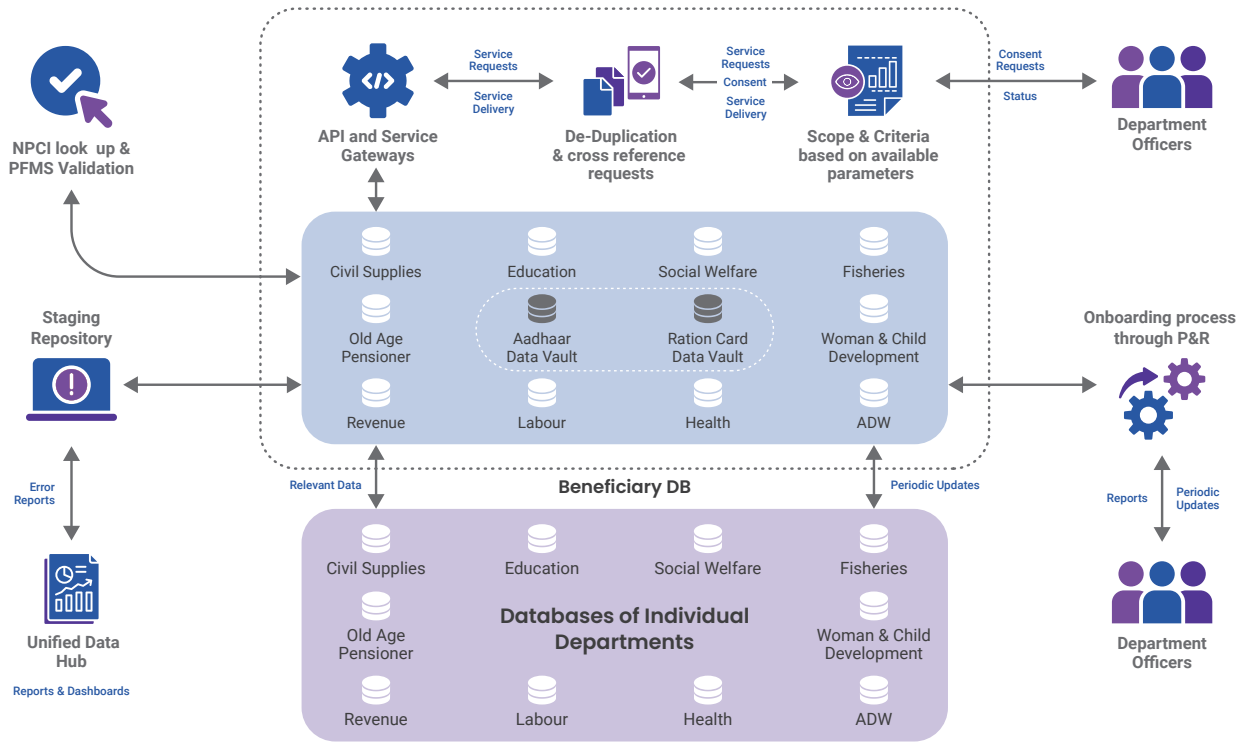 NPCI look up &
PFMS Validation
API and Service
Gateways
Service
Requests
Service
Delivery
De-Duplication
& cross reference
requests
Service
Requests
Consent
Service
Delivery
Scope & Criteria
based on available
parameters
Consent
Requests
Status
Department
Officers
Civil Supplies
Education
Social Welfare
Fisheries
Old Age
Pensioner
Aadhaar
Data Vault
Ration Card
Data Vault
Woman & Child
Development
Revenue
Labour
Health
ADW
Staging
Repository
Onboarding process
through P&R
Error
Reports
Relevant Data
Beneficiary DB
Periodic Updates
Reports
Periodic
Updates
Unified Data
Hub
Reports & Dashboards
Civil Supplies
Education
Social Welfare
Fisheries
Old Age
Pensioner
Databases of Individual
Departments
Woman & Child
Development
Revenue
Labour
Health
ADW
Department
Officers